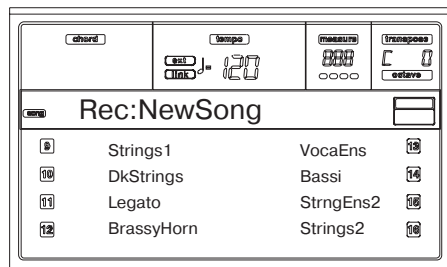 chord tempo measure transpose
ext ♩= 120 888 C 0
link octave
song Rec:NewSong
9 Strings1 VocaEns 13
10 DkStrings Bassi 14
11 Legato StrngEns2 15
12 BrassyHorn Strings2 16